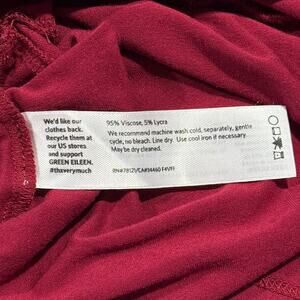 We'd like our
clothes back.
Recycle them at
our US stores
and support
GREEN EILEEN.
#thxverymuch
95% Viscose, 5% Lycra
We recommend machine wash cold, separately, gentle
cycle, no bleach. Line dry. Use cool iron if necessary.
May be dry cleaned.
RN#78121/CA#14460 F4VFF